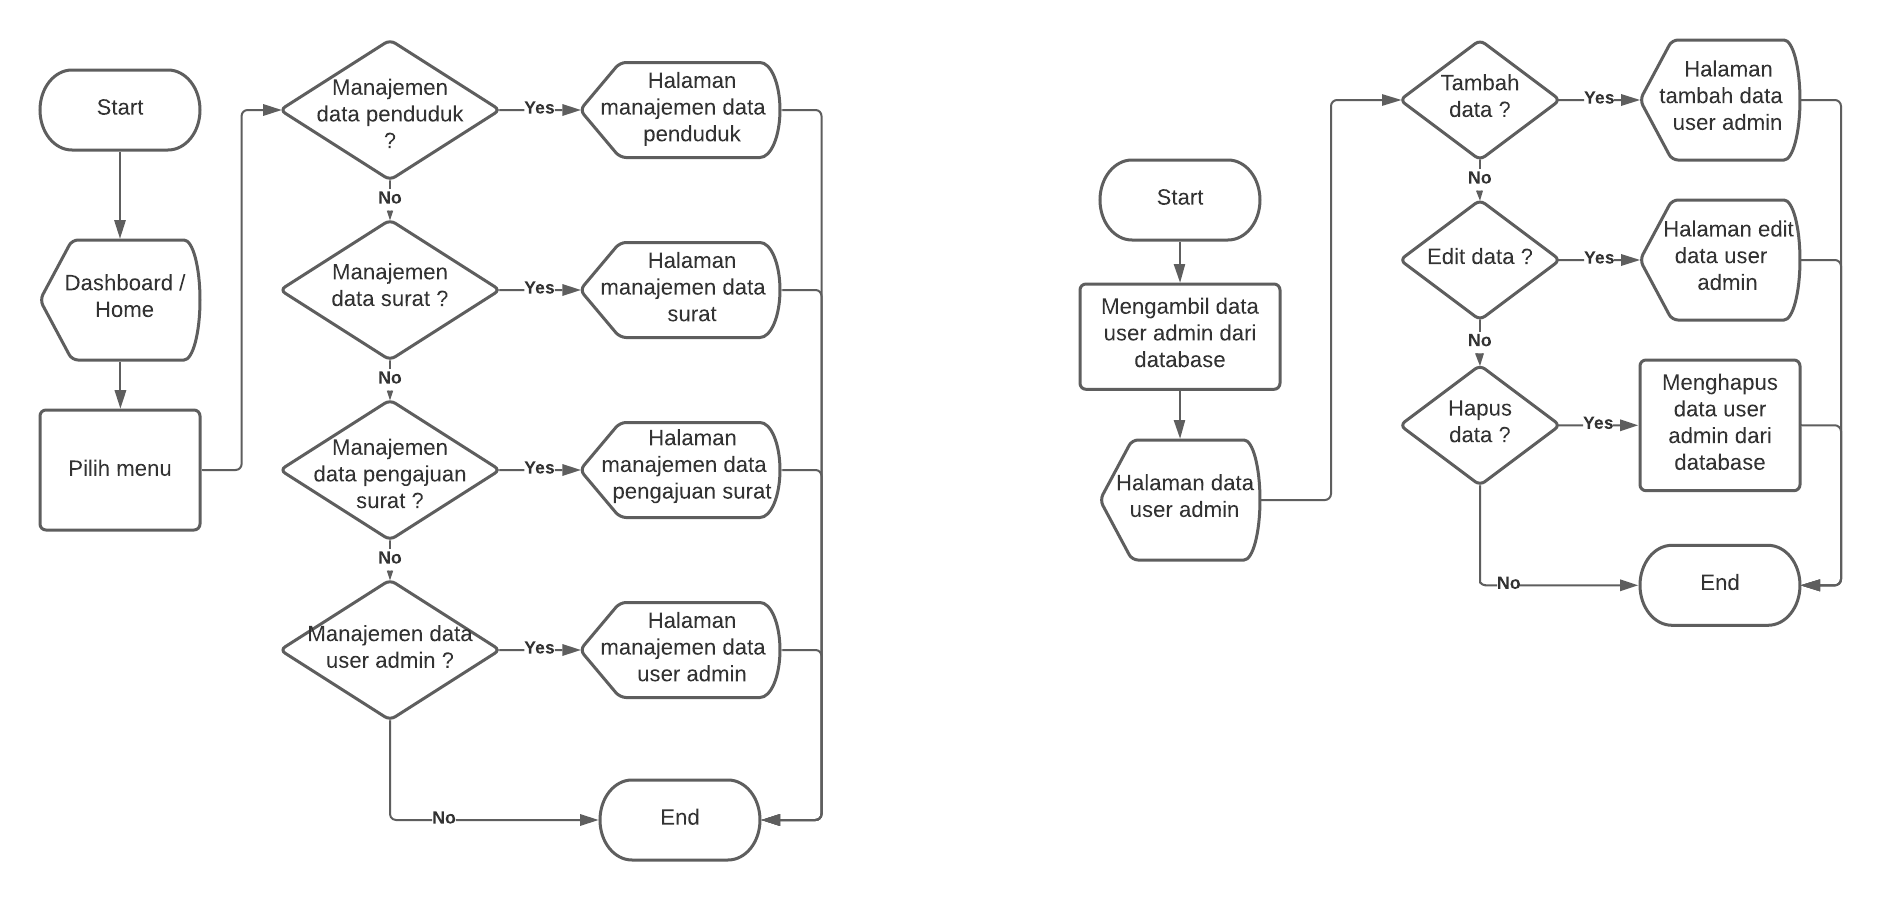 Start
Dashboard /
Home
Pilih menu
Manajemen
data penduduk
?
Yes
Halaman
manajemen data
penduduk
No
Manajemen
data surat ?
Yes
Halaman
manajemen data
surat
No
Manajemen
data pengajuan
surat ?
Yes
Halaman
manajemen data
pengajuan surat
No
Manajemen data
user admin ?
Yes
Halaman
manajemen data
user admin
No
End
Start
Mengambil data
user admin dari
database
Halaman data
user admin
Tambah
data ?
Yes
Halaman
tambah data
user admin
No
Edit data ?
Yes
Halaman edit
data user
admin
No
Hapus
data ?
Yes
Menghapus
data user
admin dari
database
No
End